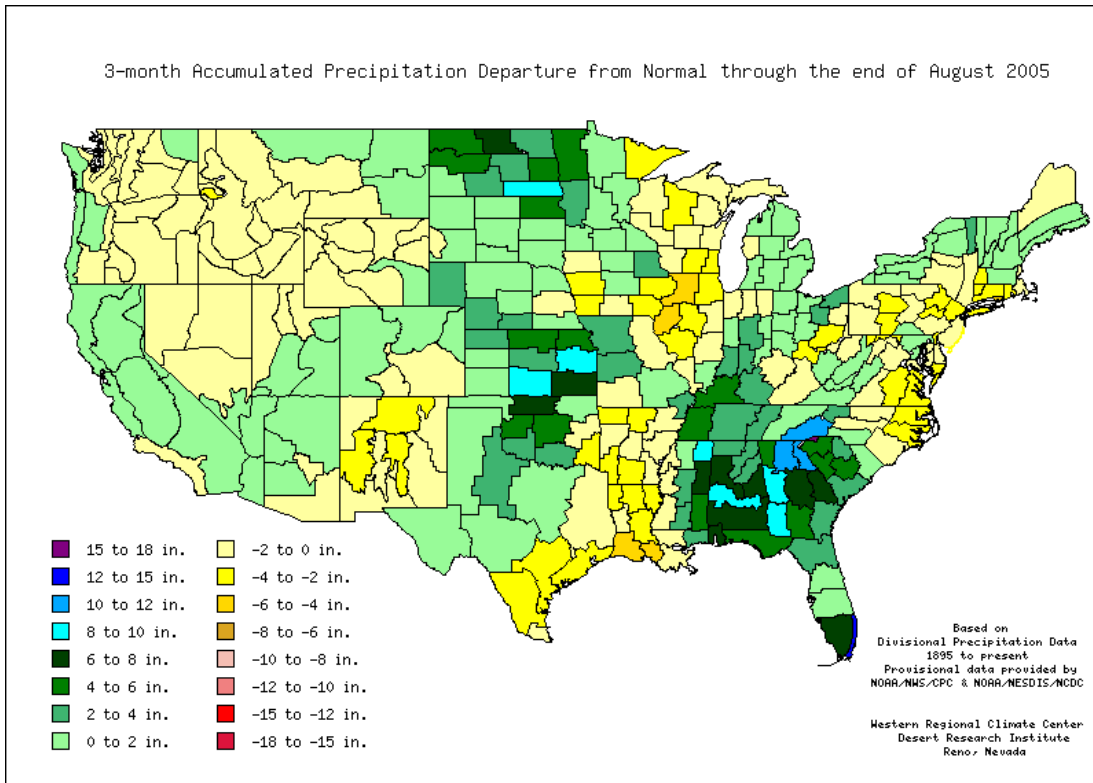 3-month Accumulated Precipitation Departure from Normal through the end of August 2005
15 to 18 in.
12 to 15 in.
10 to 12 in.
8 to 10 in.
6 to 8 in.
4 to 6 in.
2 to 4 in.
0 to 2 in.
-2 to 0 in.
-4 to -2 in.
-6 to -4 in.
-8 to -6 in.
-10 to -8 in.
-12 to -10 in.
-15 to -12 in.
-18 to -15 in.
Based on
Divisional Precipitation Data
1895 to present
Provisional data provided by
NOAA/NWS/CPC & NOAA/NESDIS/NCDC
Western Regional Climate Center
Desert Research Institute
Reno, Nevada